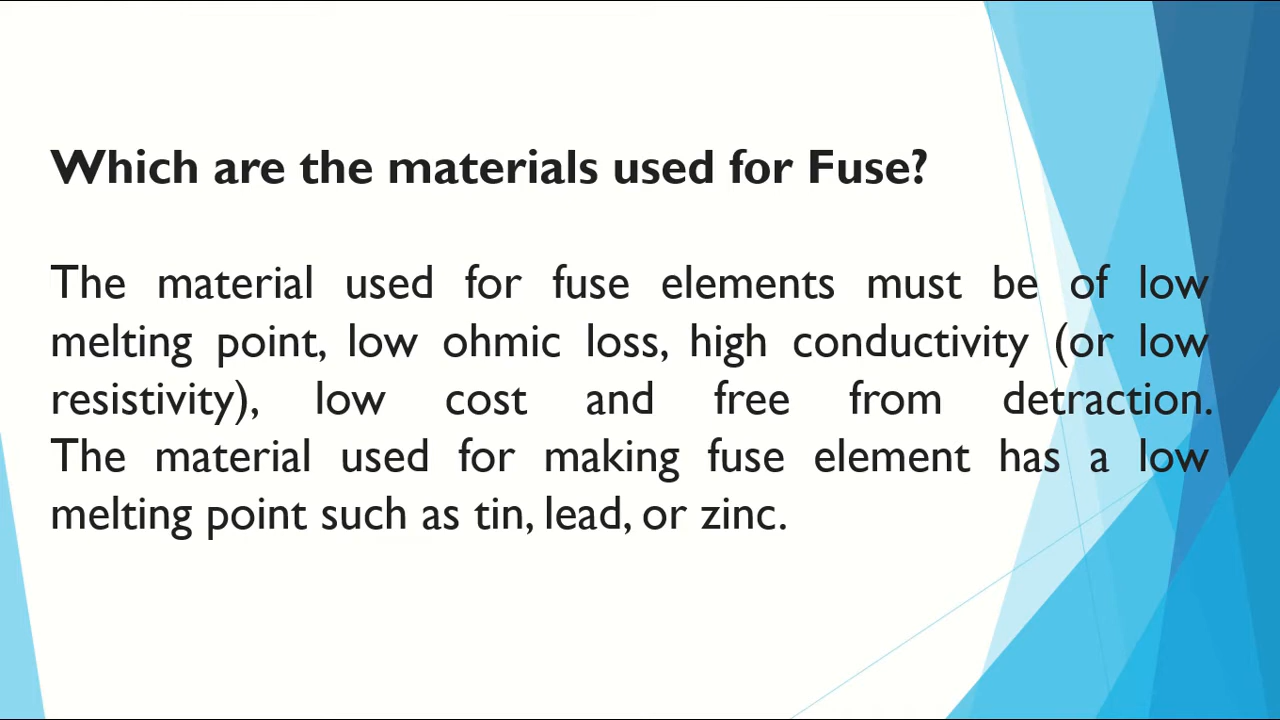 Which are the materials used for Fuse?
The material used for fuse elements must be of low
melting point, low ohmic loss, high conductivity (or low
resistivity), low cost and free from detraction.
The material used for making fuse element has a low
melting point such as tin, lead, or zinc.